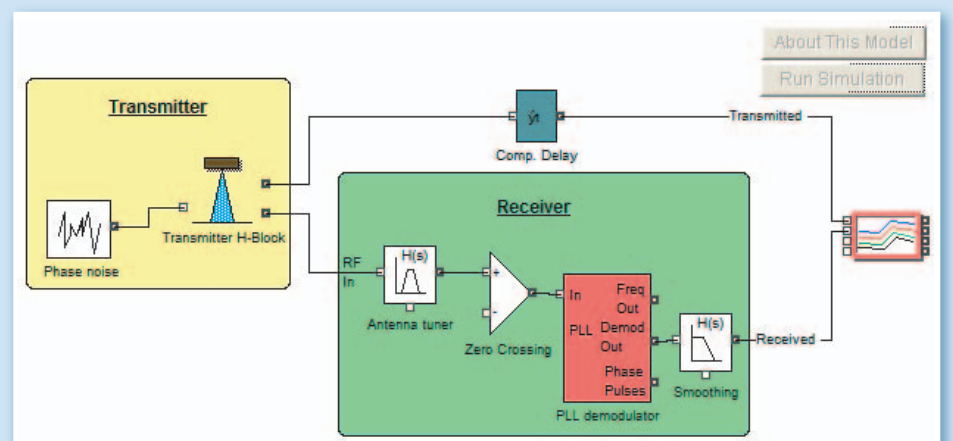 About This Model
Run Simulation
Transmitter
Phase noise
Transmitter H-Block
ŷt
Comp. Delay
Transmitted
Receiver
RF
In
H(s)
Antenna tuner
+
-
Zero Crossing
In
PLL
Freq
Out
Demod
Out
Phase
Pulses
PLL demodulator
H(s)
Smoothing
Received